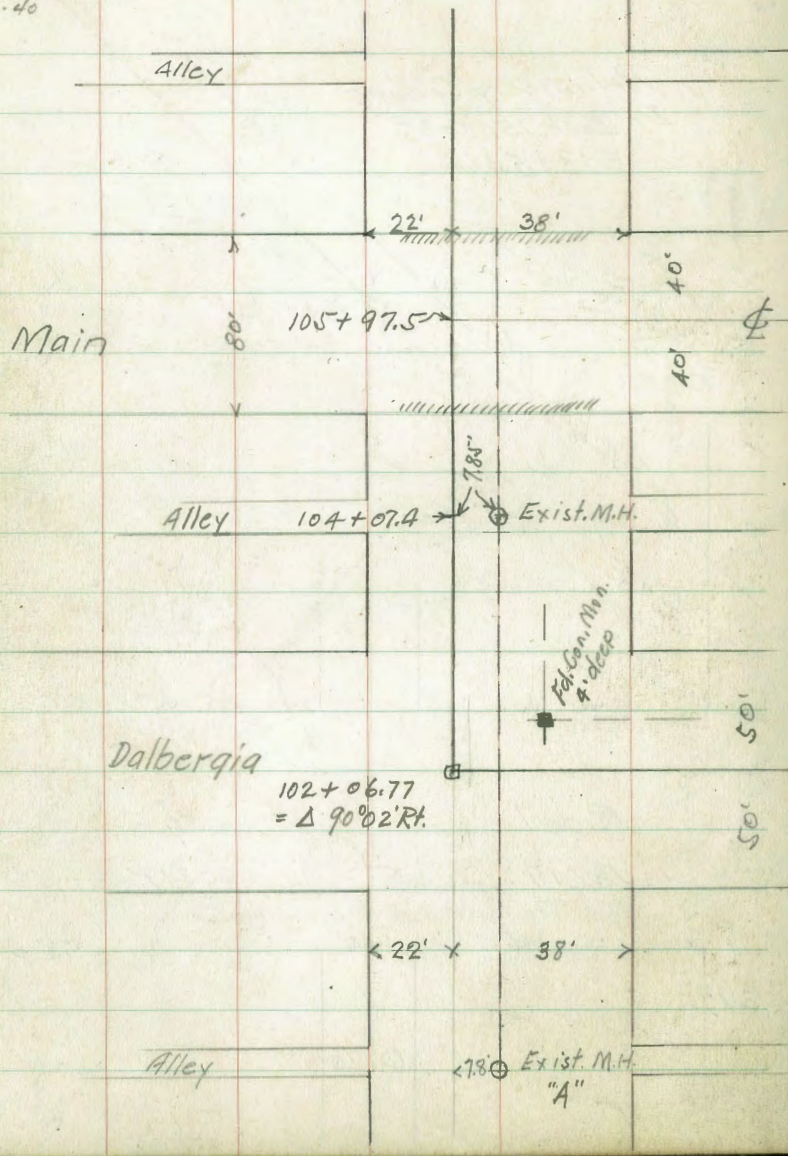 .40
Alley
22' 38'
40'
105+97.5
℄
Main
80'
40'
7.85'
Alley 104+07.4 Exist. M.H.
Fd. Con. Mon.
4' deep
50'
Dalbergia
102+06.77
= Δ 90°02' Rt.
50'
22' 38'
Alley
7.8' Exist. M.H.
"A"